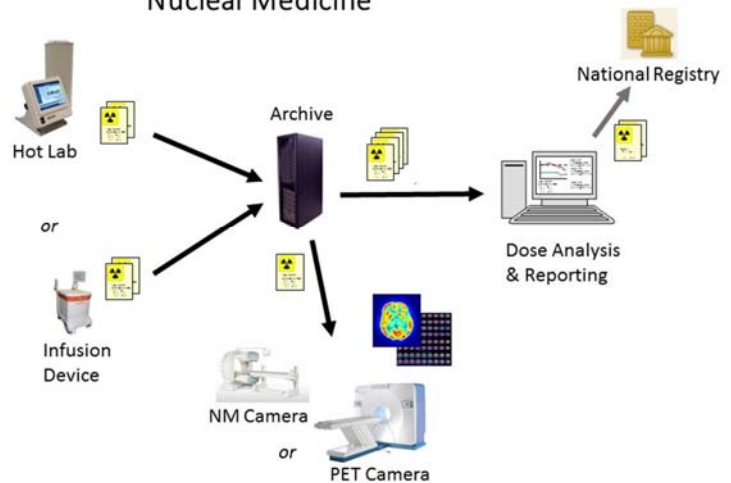 Nuclear Medicine
National Registry
Archive
Hot Lab
or
Dose Analysis
& Reporting
Infusion
Device
NM Camera
or
PET Camera